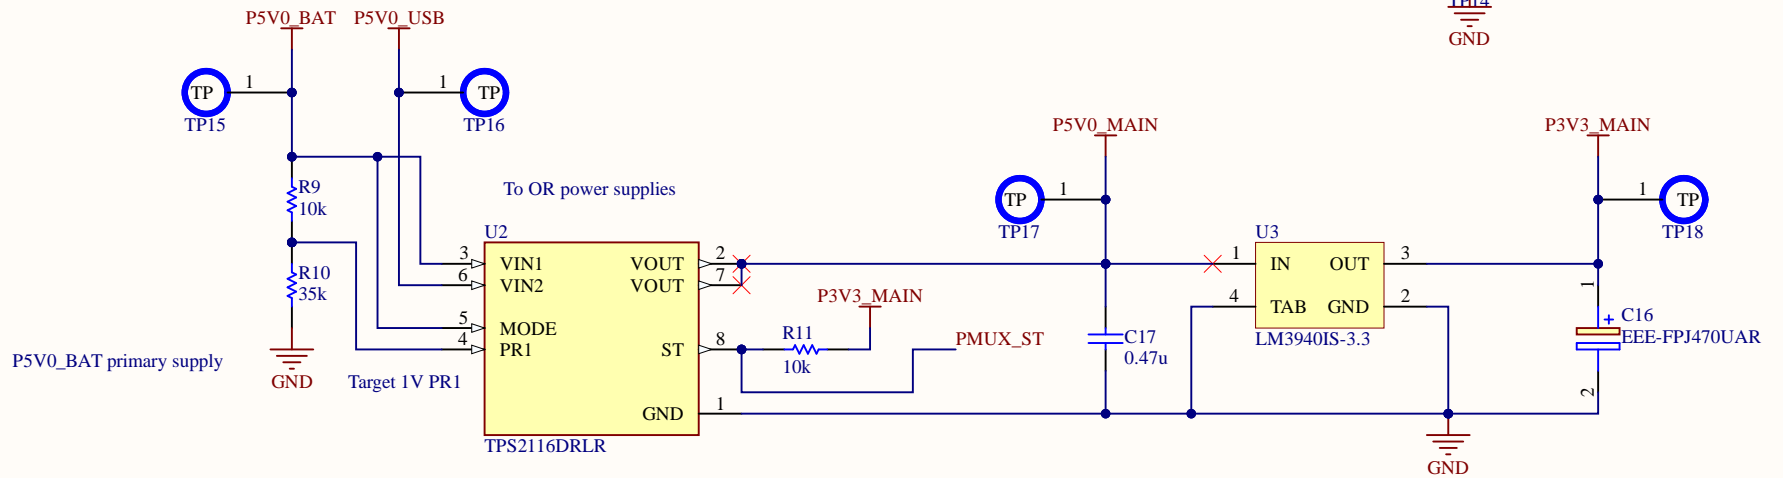 P5V0_BAT
P5V0_USB
TP14
GND
TP
1
TP15
1
TP
TP16
P5V0_MAIN
P3V3_MAIN
R9
10k
To OR power supplies
TP
1
TP17
1
TP
TP18
R10
35k
U2
3
VIN1
VOUT
2
6
VIN2
VOUT
7
5
MODE
4
PR1
ST
8
GND
1
TPS2116DRLR
P3V3_MAIN
R11
10k
PMUX_ST
U3
1
IN
OUT
3
4
TAB
GND
2
LM3940IS-3.3
C17
0.47u
1
+
C16
EEE-FPJ470UAR
2
P5V0_BAT primary supply
GND
Target 1V PR1
GND